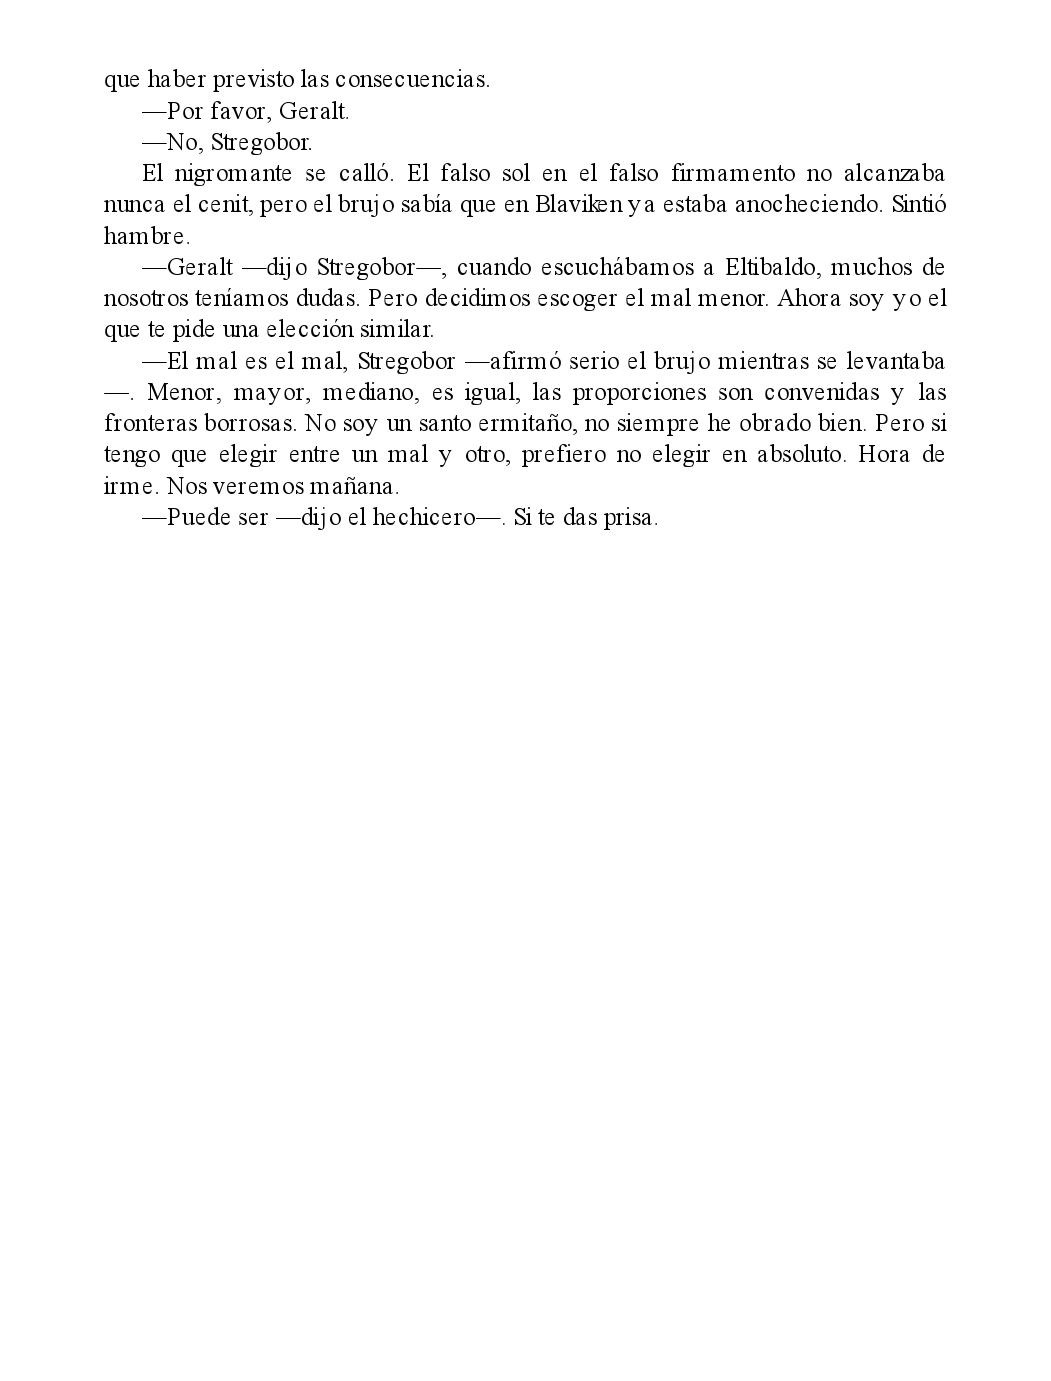 que haber previsto las consecuencias.
—Por favor, Geralt.
—No, Stregobor.
El nigromante se calló. El falso sol en el falso firmamento no alcanzaba
nunca el cenit, pero el brujo sabía que en Blaviken ya estaba anocheciendo. Sintió
hambre.
—Geralt —dijo Stregobor—, cuando escuchábamos a Eltibaldo, muchos de
nosotros teníamos dudas. Pero decidimos escoger el mal menor. Ahora soy yo el
que te pide una elección similar.
—El mal es el mal, Stregobor —afirmó serio el brujo mientras se levantaba
—. Menor, mayor, mediano, es igual, las proporciones son convenidas y las
fronteras borrosas. No soy un santo ermitaño, no siempre he obrado bien. Pero si
tengo que elegir entre un mal y otro, prefiero no elegir en absoluto. Hora de
irme. Nos veremos mañana.
—Puede ser —dijo el hechicero—. Si te das prisa.